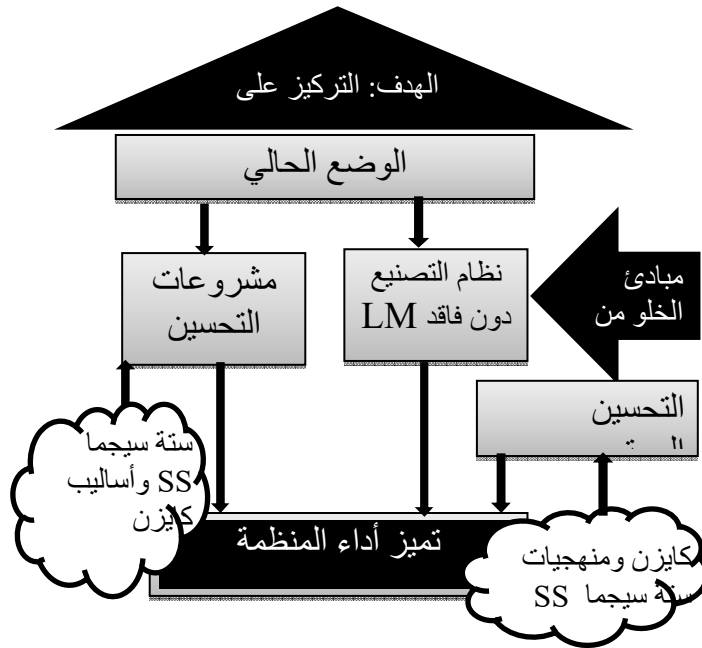 الهدف: التركيز على
الوضع الحالي
مشروعات
التحسين
نظام التصنيع
دون فاقد LM
مبادئ
الخلو من
التحسين
ستة سيجما
SS وأساليب
كايزن
تميز أداء المنظمة
كايزن ومنهجيات
ستة سيجما SS